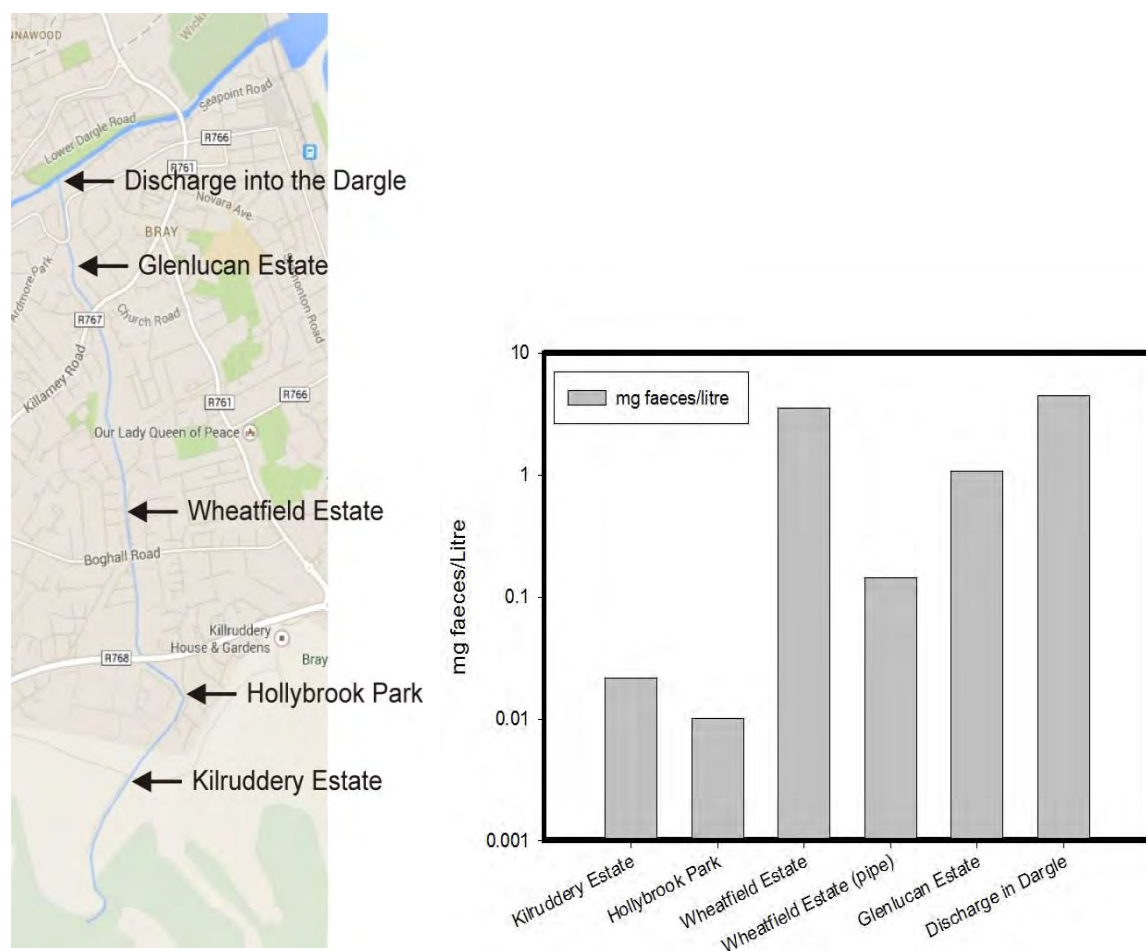 NNAWOOD
Wickl
Seapoint Road
Lower Dargle Road
R766
R761
Discharge into the Dargle
Novara Ave.
BRAY
Glenlucan Estate
Ardmore Park
Church Road
R767
Killarney Road
R761
R766
Our Lady Queen of Peace
Wheatfield Estate
Boghall Road
Killruddery
House & Gardens
R768
Bray
Hollybrook Park
Kilruddery Estate
10
mg faeces/litre
1
0.1
0.01
0.001
mg faeces/Litre
Kilruddery Estate
Hollybrook Park
Wheatfield Estate
Wheatfield Estate (pipe)
Glenlucan Estate
Discharge in Dargle